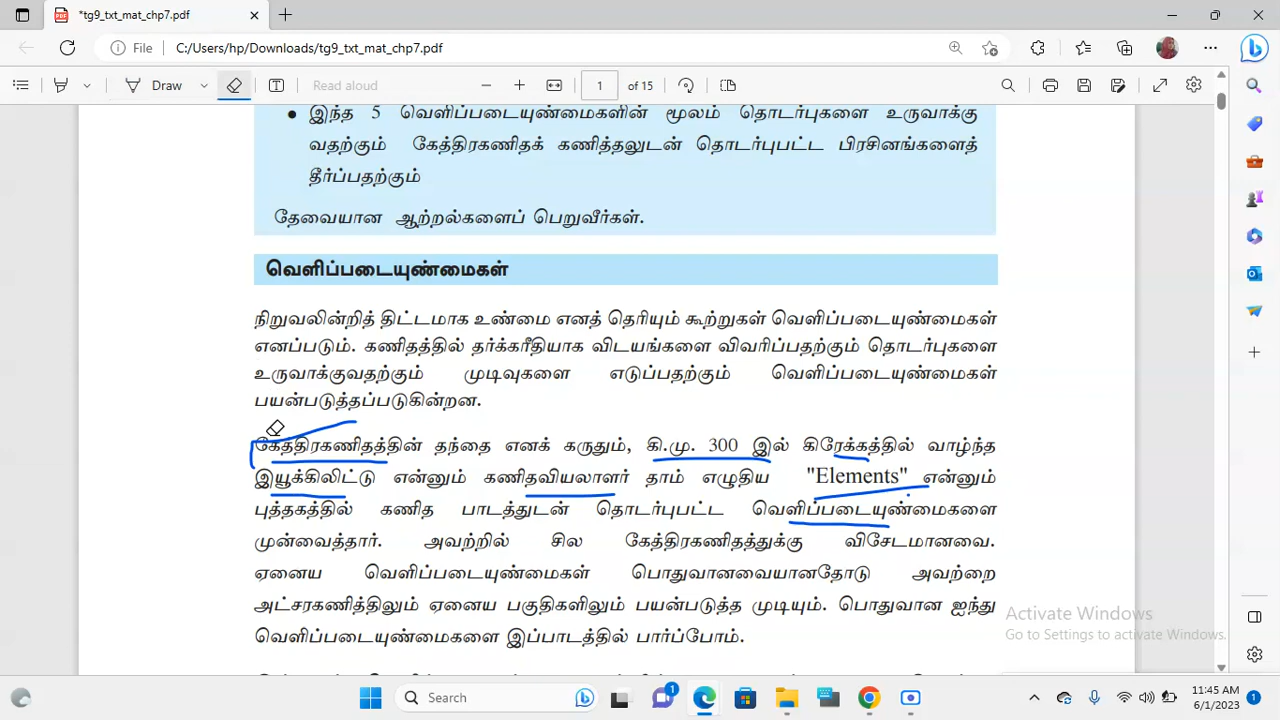 *tg9_txt_mat_chp7.pdf
File
C:/Users/hp/Downloads/tg9_txt_mat_chp7.pdf
Draw
Read aloud
1
of 15
• இந்த 5 வெளிப்படையுண்மைகளின் மூலம் தொடர்புகளை உருவாக்கு
வதற்கும் கேத்திரகணிதக் கணித்தலுடன் தொடர்புபட்ட பிரசினங்களைத்
தீர்ப்பதற்கும்
தேவையான ஆற்றல்களைப் பெறுவீர்கள்.
வெளிப்படையுண்மைகள்
நிறுவலின்றித் திட்டமாக உண்மை எனத் தெரியும் கூற்றுகள் வெளிப்படையுண்மைகள்
எனப்படும். கணிதத்தில் தர்க்கரீதியாக விடயங்களை விவரிப்பதற்கும் தொடர்புகளை
உருவாக்குவதற்கும் முடிவுகளை எடுப்பதற்கும் வெளிப்படையுண்மைகள்
பயன்படுத்தப்படுகின்றன.
கேத்திரகணிதத்தின் தந்தை எனக் கருதும், கி.மு. 300 இல் கிரேக்கத்தில் வாழ்ந்த
இயூக்கிலிட்டு என்னும் கணிதவியலாளர் தாம் எழுதிய "Elements" என்னும்
புத்தகத்தில் கணித பாடத்துடன் தொடர்புபட்ட வெளிப்படையுண்மைகளை
முன்வைத்தார். அவற்றில் சில கேத்திரகணிதத்துக்கு விசேடமானவை.
ஏனைய வெளிப்படையுண்மைகள் பொதுவானவையானதோடு அவற்றை
அட்சரகணித்திலும் ஏனைய பகுதிகளிலும் பயன்படுத்த முடியும். பொதுவான ஐந்து
வெளிப்படையுண்மைகளை இப்பாடத்தில் பார்ப்போம்.
Activate Windows
Go to Settings to activate Windows.
Search
1
11:45 AM
6/1/2023
1